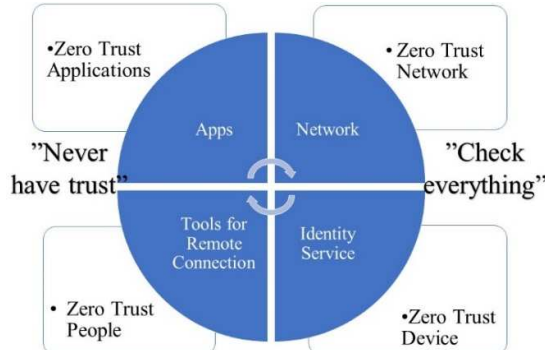 •Zero Trust
Applications
•Zero Trust
Network
Apps
Network
”Never
have trust”
”Check
everything”
Tools for
Remote
Connection
Identity
Service
• Zero Trust
People
•Zero Trust
Device